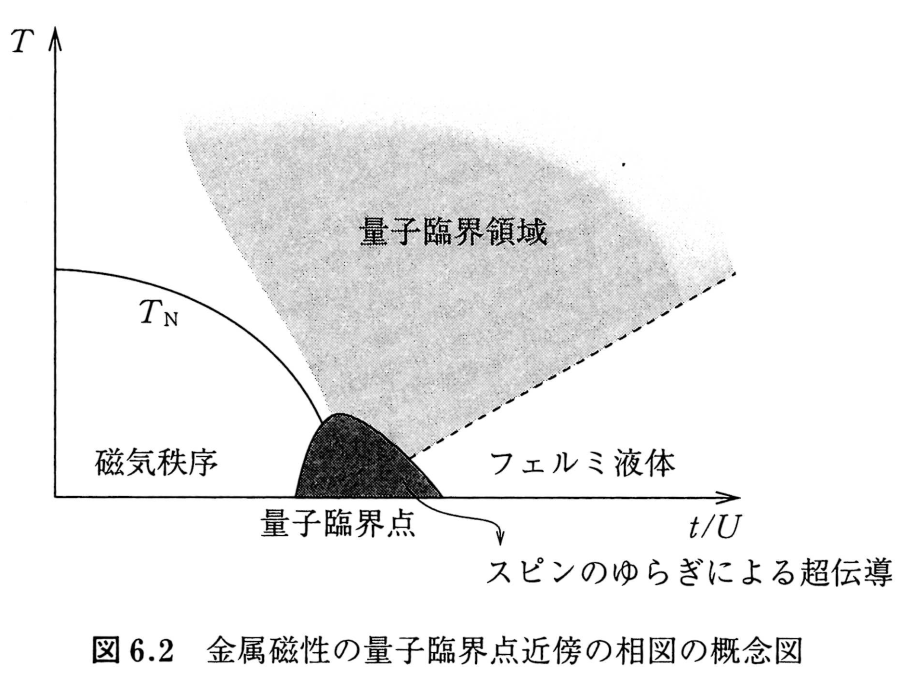 T
量子臨界領域
T_N
磁気秩序
フェルミ液体
量子臨界点
t/U
スピンのゆらぎによる超伝導
図 6.2 金属磁性の量子臨界点近傍の相図の概念図